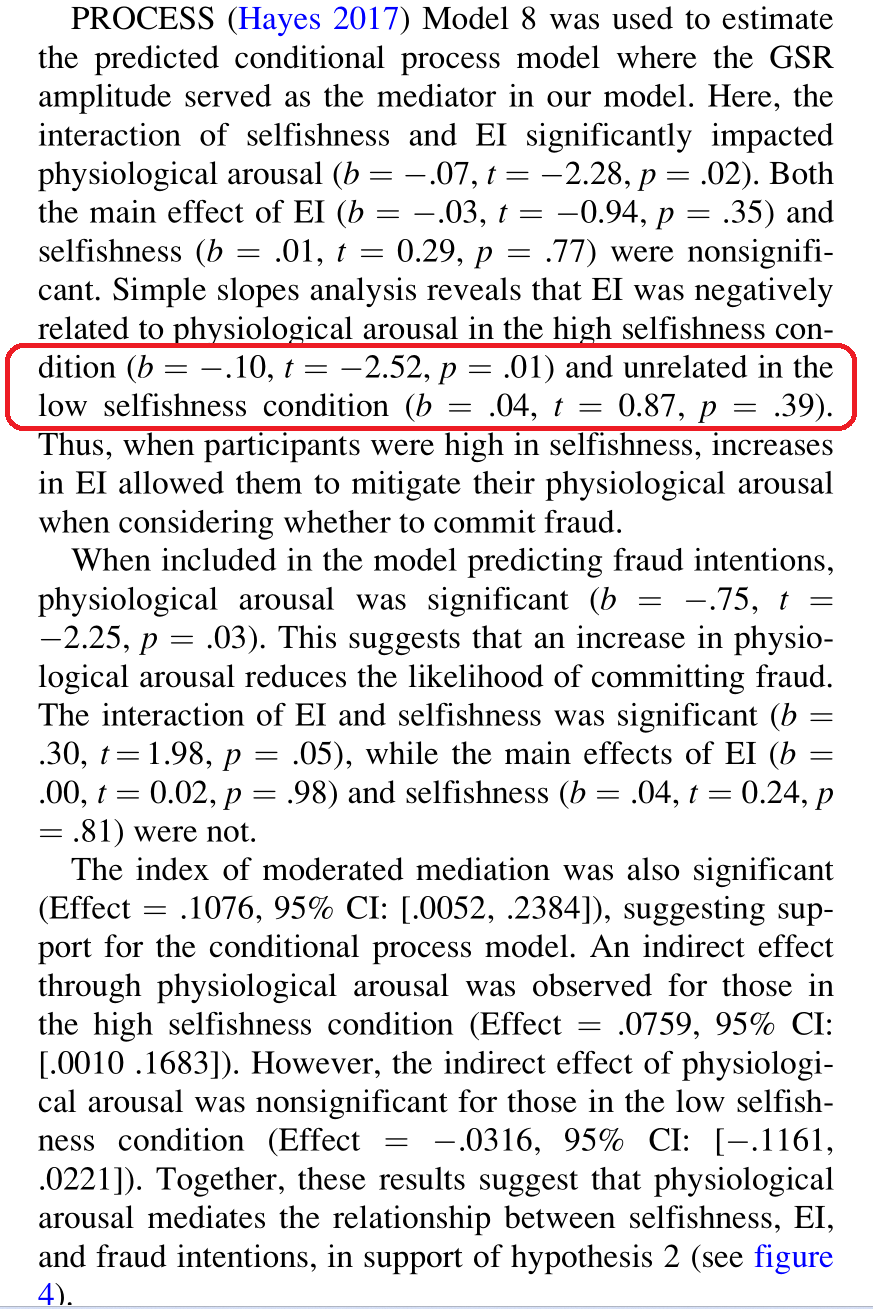 PROCESS (Hayes 2017) Model 8 was used to estimate
the predicted conditional process model where the GSR
amplitude served as the mediator in our model. Here, the
interaction of selfishness and EI significantly impacted
physiological arousal (b = −.07, t = −2.28, p = .02). Both
the main effect of EI (b = −.03, t = −0.94, p = .35) and
selfishness (b = .01, t = 0.29, p = .77) were nonsignifi-
cant. Simple slopes analysis reveals that EI was negatively
related to physiological arousal in the high selfishness con-
dition (b = −.10, t = −2.52, p = .01) and unrelated in the
low selfishness condition (b = .04, t = 0.87, p = .39).
Thus, when participants were high in selfishness, increases
in EI allowed them to mitigate their physiological arousal
when considering whether to commit fraud.
When included in the model predicting fraud intentions,
physiological arousal was significant (b = −.75, t =
−2.25, p = .03). This suggests that an increase in physio-
logical arousal reduces the likelihood of committing fraud.
The interaction of EI and selfishness was significant (b =
.30, t = 1.98, p = .05), while the main effects of EI (b =
.00, t = 0.02, p = .98) and selfishness (b = .04, t = 0.24, p
= .81) were not.
The index of moderated mediation was also significant
(Effect = .1076, 95% CI: [.0052, .2384]), suggesting sup-
port for the conditional process model. An indirect effect
through physiological arousal was observed for those in
the high selfishness condition (Effect = .0759, 95% CI:
[.0010 .1683]). However, the indirect effect of physiologi-
cal arousal was nonsignificant for those in the low selfish-
ness condition (Effect = −.0316, 95% CI: [−.1161,
.0221]). Together, these results suggest that physiological
arousal mediates the relationship between selfishness, EI,
and fraud intentions, in support of hypothesis 2 (see figure
4).